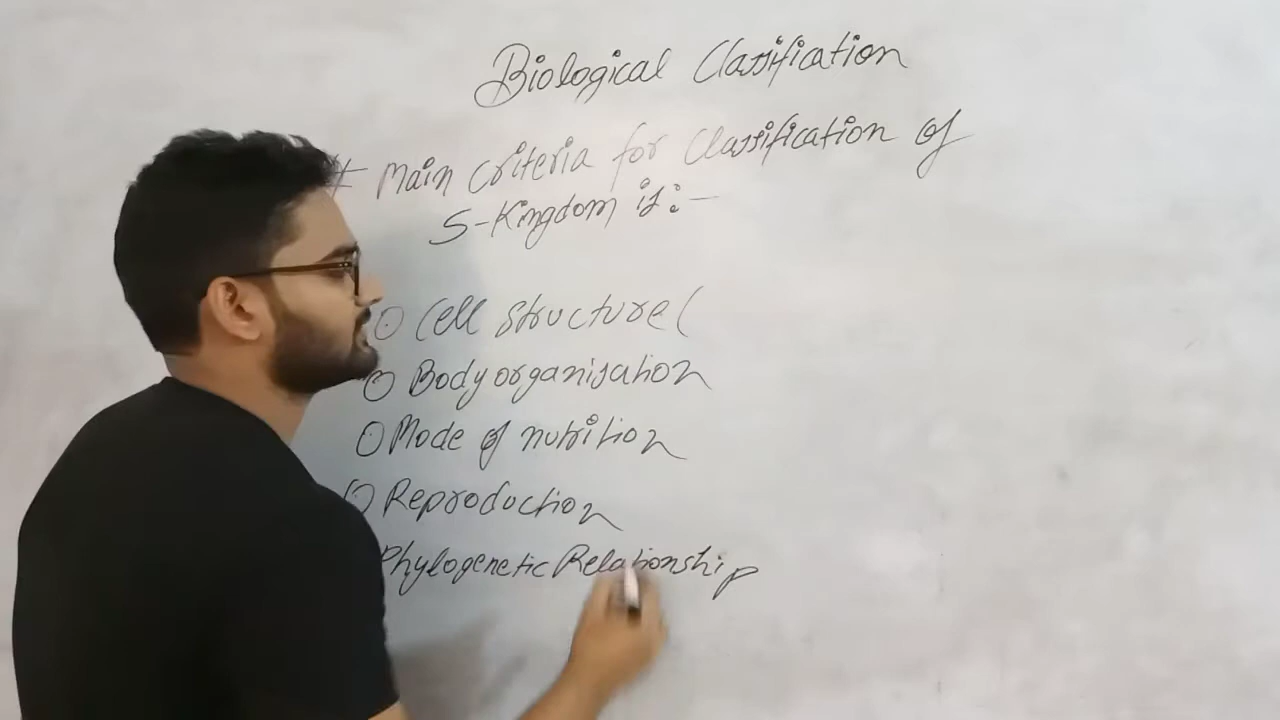 Biological Classification
# Main Criteria for Classification of
5-Kingdom is:-
○ Cell structure(
○ Body organisation
○ Mode of nutrition
○ Reproduction
Phylogenetic Relationship